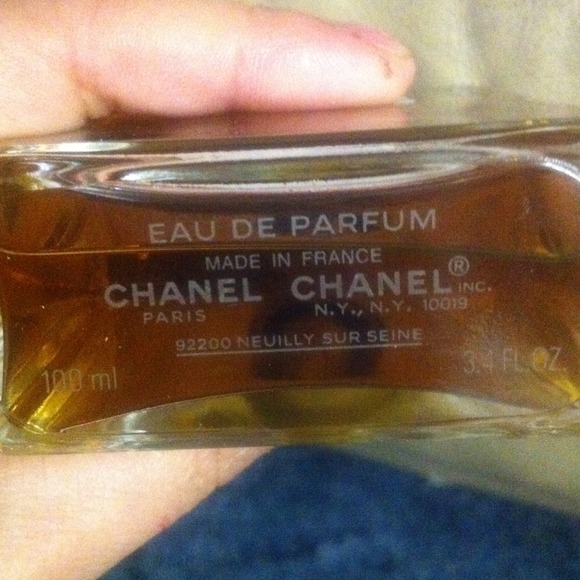 EAU DE PARFUM
MADE IN FRANCE
CHANEL CHANEL® INC.
PARIS N.Y., N.Y. 10019
92200 NEUILLY SUR SEINE
100 ml 3.4 FL. OZ.